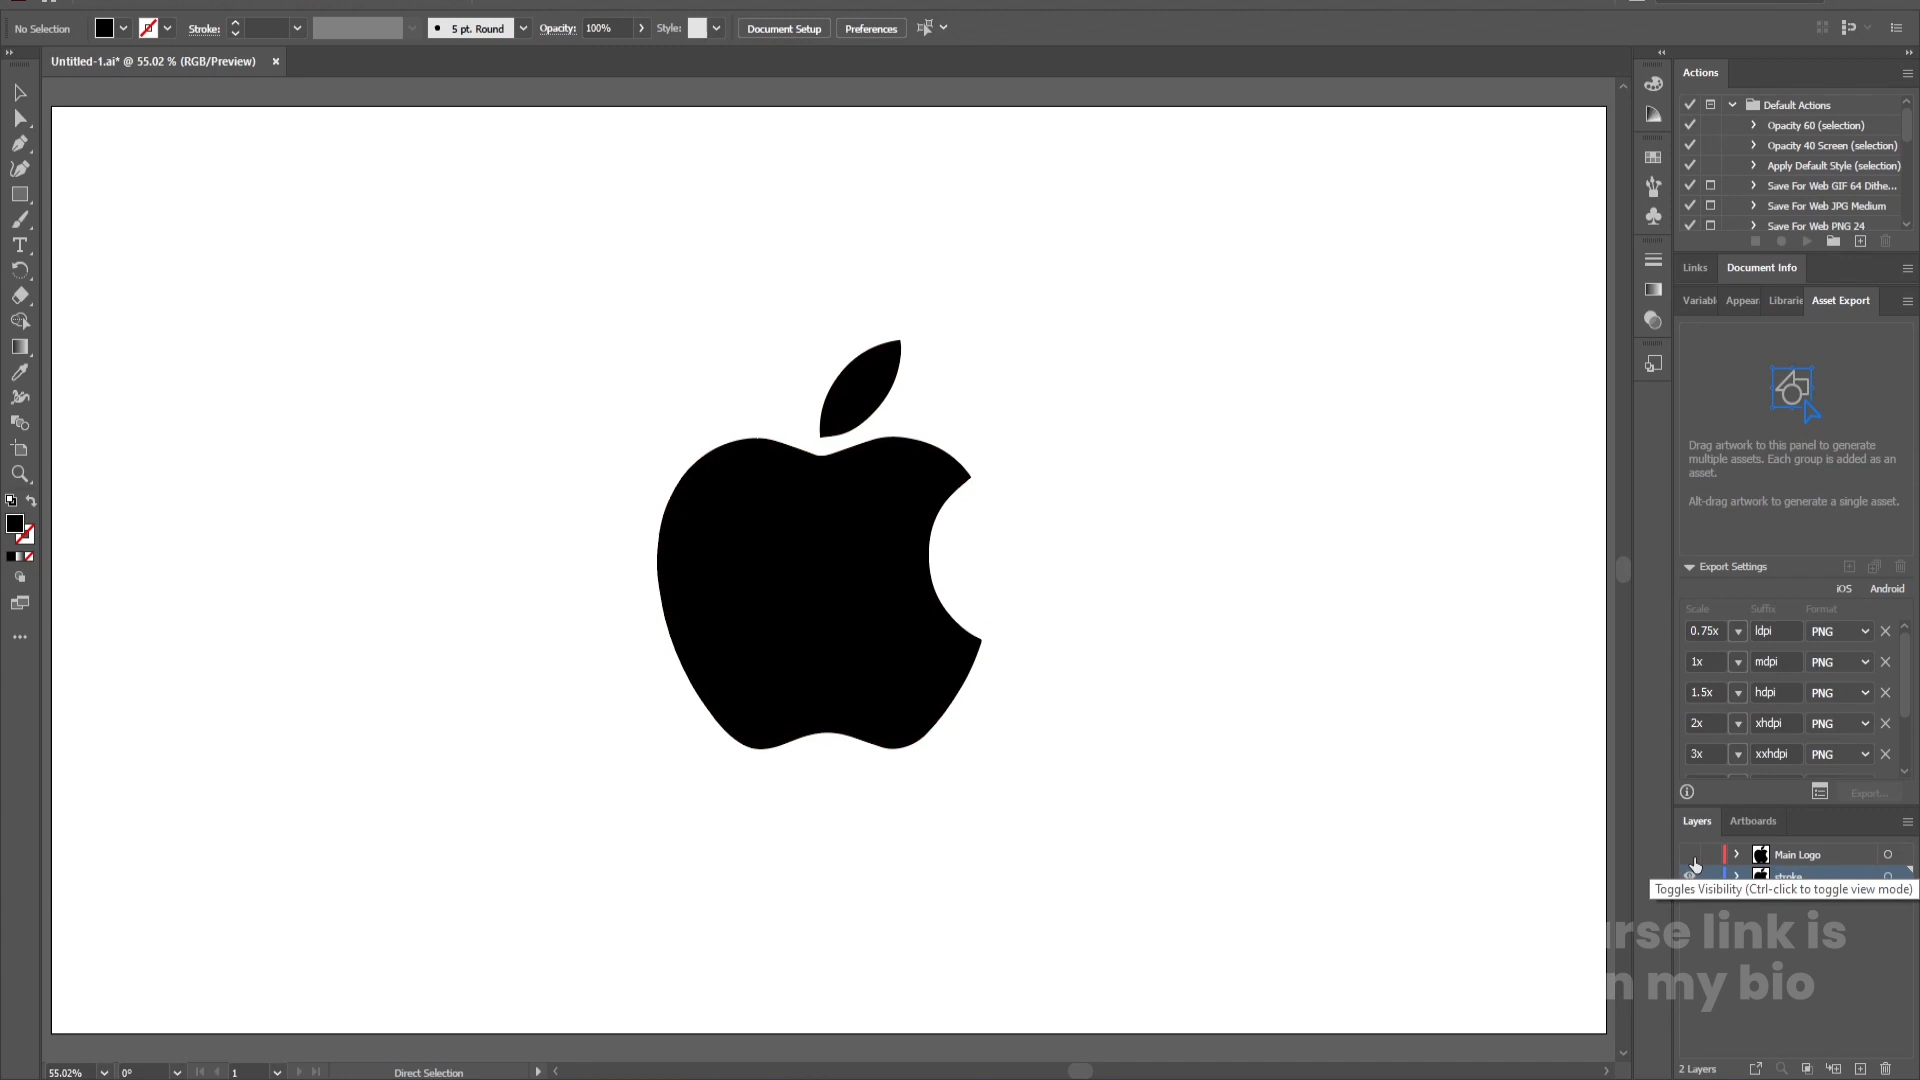 No Selection
Stroke:
5 pt. Round
Opacity: 100%
Style:
Document Setup
Preferences
Untitled-1.ai* @ 55.02 % (RGB/Preview)
Actions
Default Actions
Opacity 60 (selection)
Opacity 40 Screen (selection)
Apply Default Style (selection)
Save For Web GIF 64 Dithe...
Save For Web JPG Medium
Save For Web PNG 24
Links Document Info
Variabl Appear Librarie Asset Export
Drag artwork to this panel to generate
multiple assets. Each group is added as an
asset.
Alt-drag artwork to generate a single asset.
Export Settings
iOS Android
Scale Suffix Format
0.75x ldpi PNG
1x mdpi PNG
1.5x hdpi PNG
2x xhdpi PNG
3x xxhdpi PNG
Export...
Layers Artboards
Main Logo
stroke
Toggles Visibility (Ctrl-click to toggle view mode)
rse link is
n my bio
55.02% 0° 1 Direct Selection
2 Layers